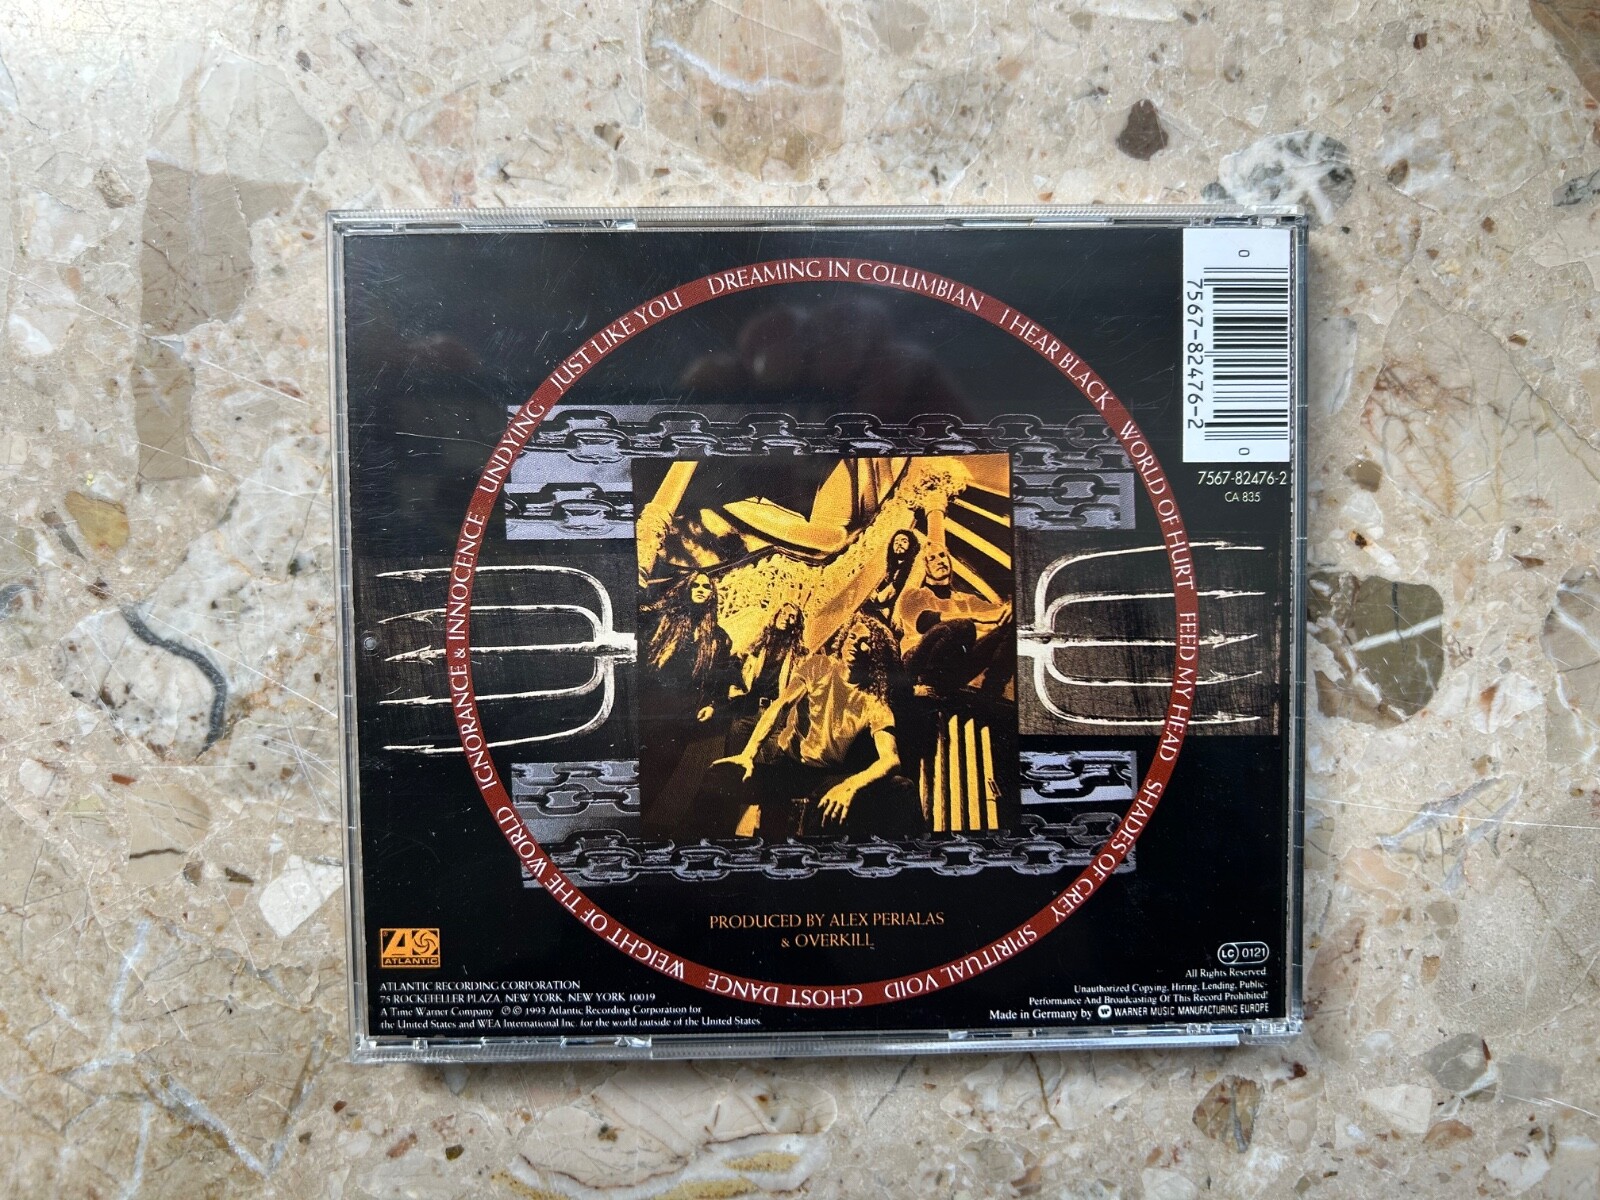 DREAMING IN COLUMBIAN
I HEAR BLACK
WORLD OF HURT
FEED MY HEAD
SHADES OF GREY
SPIRITUAL VOID
GHOST DANCE
WEIGHT OF THE WORLD
IGNORANCE & INNOCENCE
UNDYING
JUST LIKE YOU
0
7567-82476-2
0
7567-82476-2
CA 835
PRODUCED BY ALEX PERIALAS
& OVERKILL
ATLANTIC
ATLANTIC RECORDING CORPORATION
75 ROCKEFELLER PLAZA, NEW YORK, NEW YORK 10019
A Time Warner Company ℗ © 1993 Atlantic Recording Corporation for
the United States and WEA International Inc. for the world outside of the United States.
LC 0121
All Rights Reserved.
Unauthorized Copying, Hiring, Lending, Public-
Performance And Broadcasting Of This Record Prohibited!
Made in Germany by WARNER MUSIC MANUFACTURING EUROPE